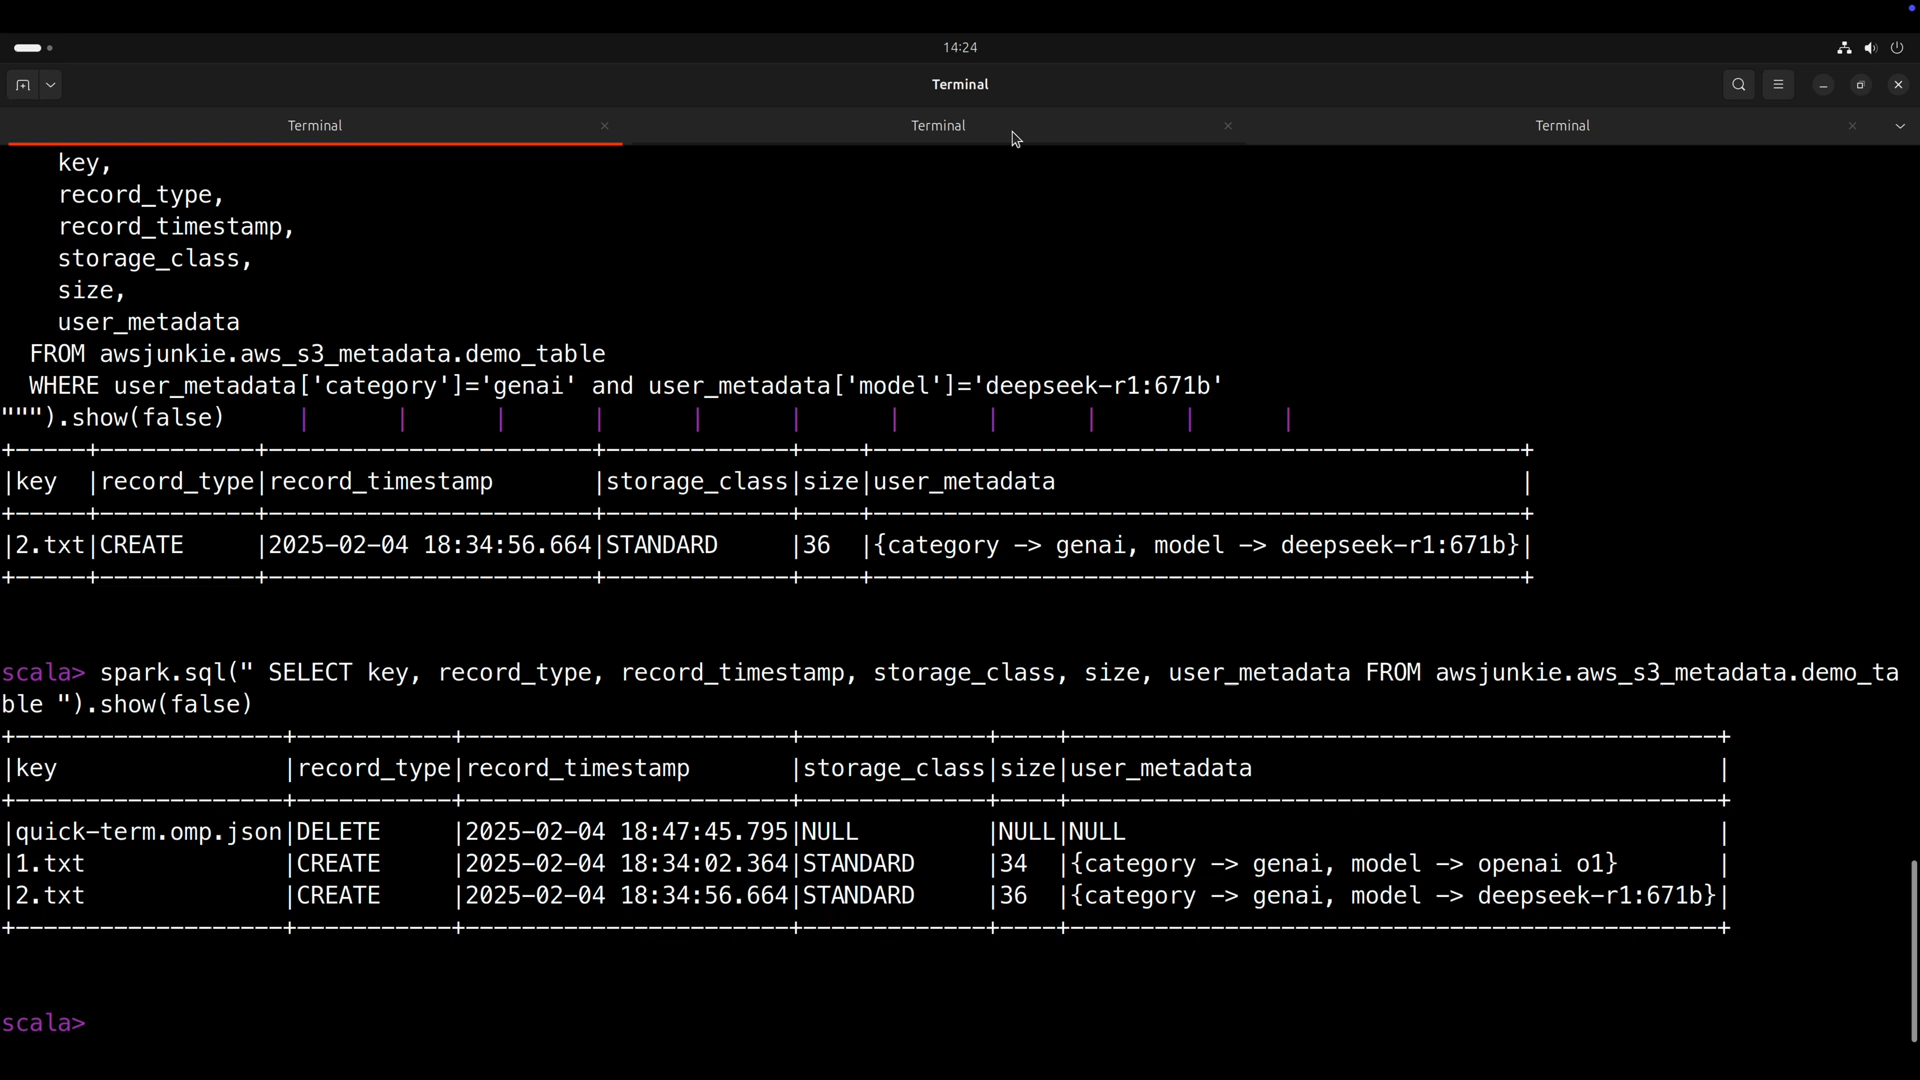 14:24
Terminal
Terminal Terminal Terminal
key,
record_type,
record_timestamp,
storage_class,
size,
user_metadata
FROM awsjunkie.aws_s3_metadata.demo_table
WHERE user_metadata['category']='genai' and user_metadata['model']='deepseek-r1:671b'
""").show(false) | | | | | | | | | | |
+-----+-----------+------------------------+-------------+----+----------------------------------------------+
|key  |record_type|record_timestamp        |storage_class|size|user_metadata                                 |
+-----+-----------+------------------------+-------------+----+----------------------------------------------+
|2.txt|CREATE     |2025-02-04 18:34:56.664|STANDARD     |36  |{category -> genai, model -> deepseek-r1:671b}|
+-----+-----------+------------------------+-------------+----+----------------------------------------------+
scala> spark.sql(" SELECT key, record_type, record_timestamp, storage_class, size, user_metadata FROM awsjunkie.aws_s3_metadata.demo_ta
ble ").show(false)
+-------------------+-----------+-----------------------+-------------+----+----------------------------------------------+
|key                |record_type|record_timestamp       |storage_class|size|user_metadata                                 |
+-------------------+-----------+-----------------------+-------------+----+----------------------------------------------+
|quick-term.omp.json|DELETE     |2025-02-04 18:47:45.795|NULL         |NULL|NULL                                          |
|1.txt              |CREATE     |2025-02-04 18:34:02.364|STANDARD     |34  |{category -> genai, model -> openai o1}       |
|2.txt              |CREATE     |2025-02-04 18:34:56.664|STANDARD     |36  |{category -> genai, model -> deepseek-r1:671b}|
+-------------------+-----------+-----------------------+-------------+----+----------------------------------------------+
scala>